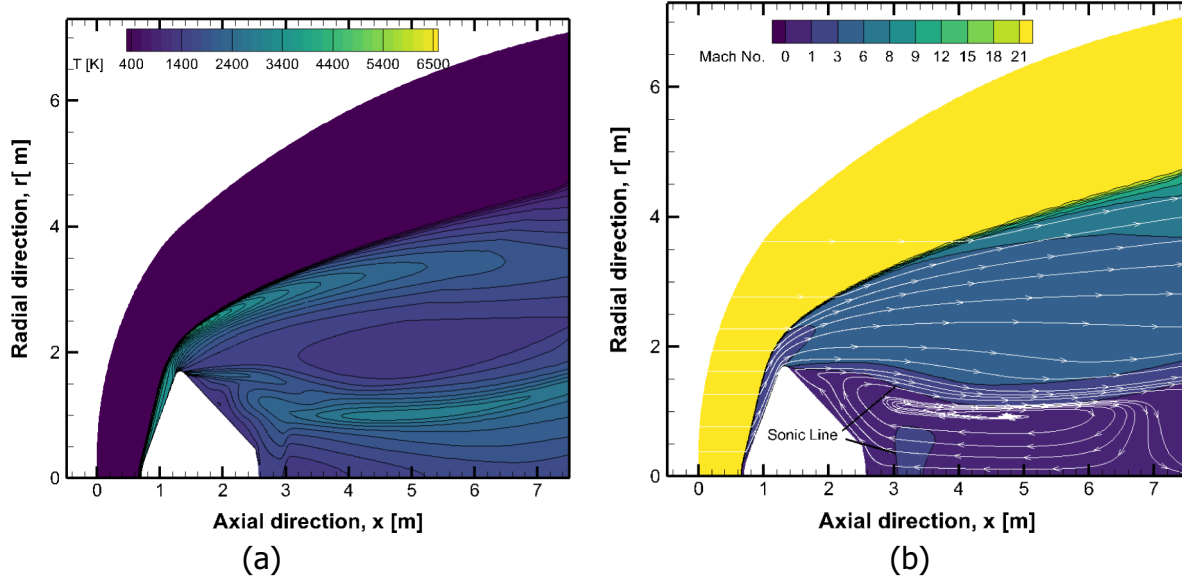 T [K] 400 1400 2400 3400 4400 5400 6500
Radial direction, r[ m]
6
4
2
0
0 1 2 3 4 5 6 7
Axial direction, x [m]
(a)
Mach No. 0 1 3 6 8 9 12 15 18 21
Radial direction, r[ m]
6
4
2
0
Sonic Line
0 1 2 3 4 5 6 7
Axial direction, x [m]
(b)